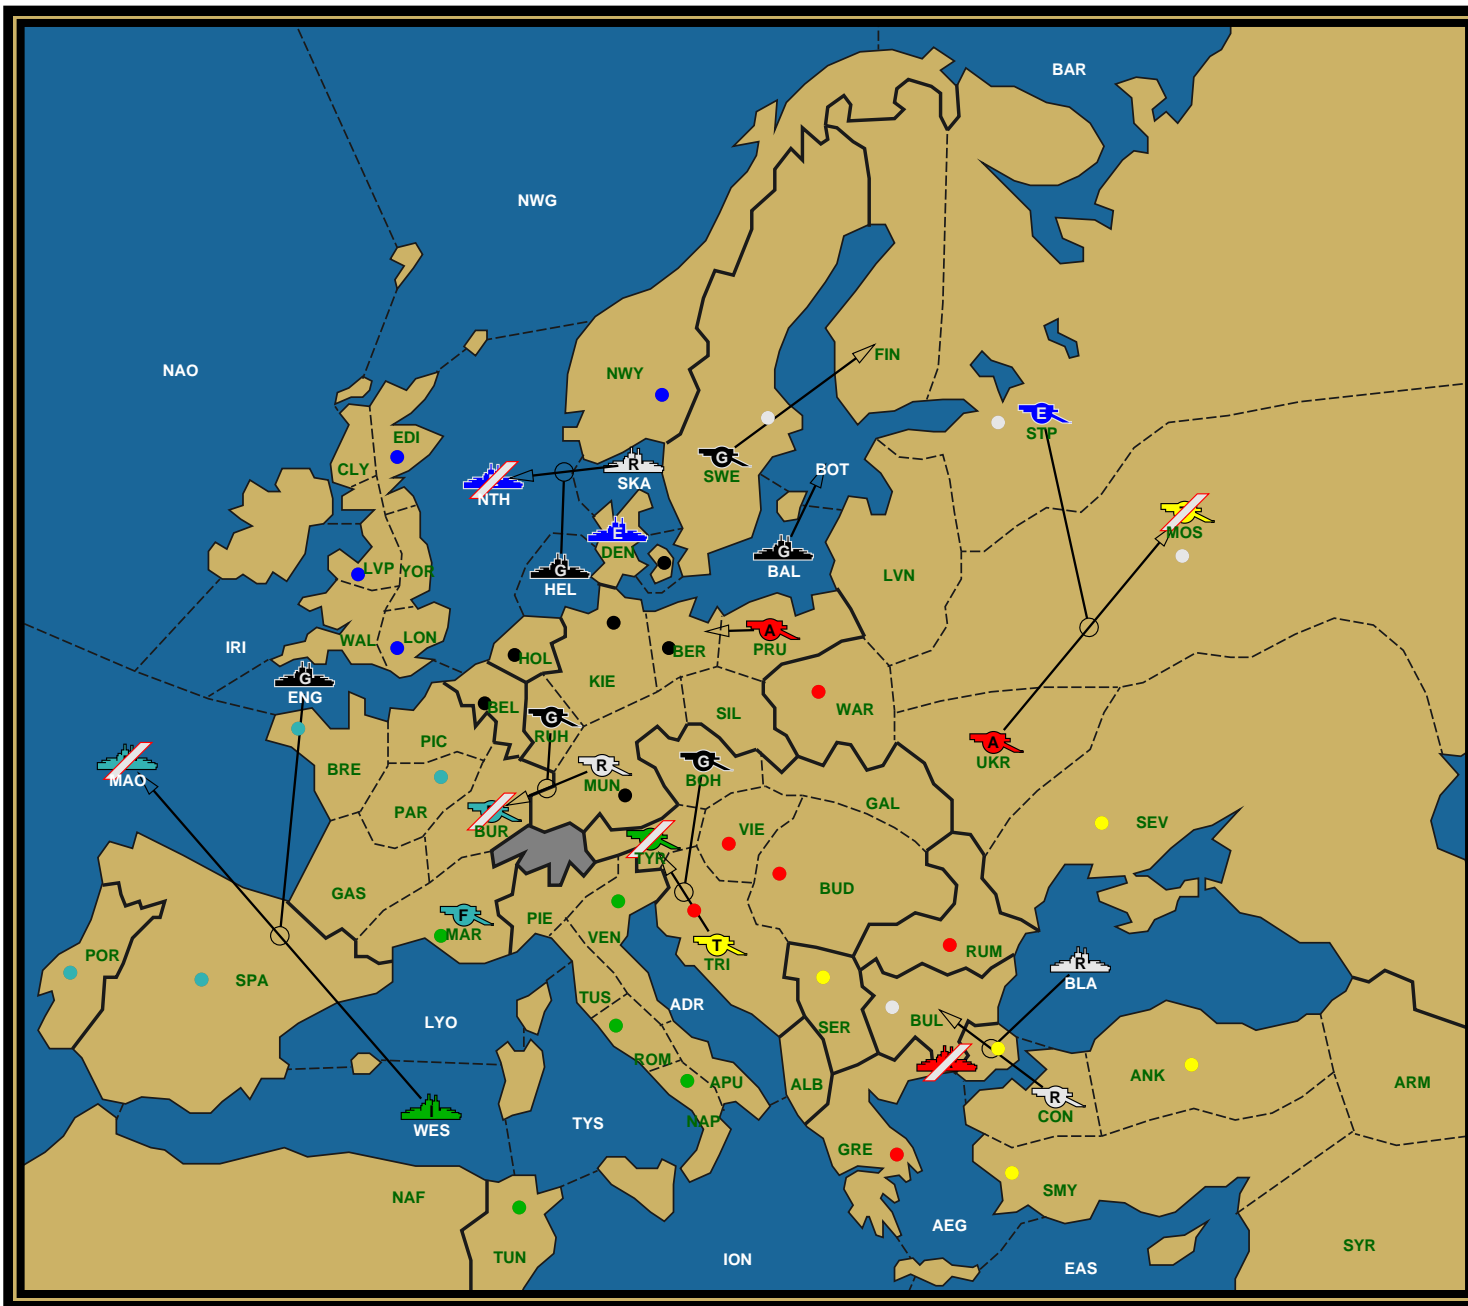 BAR
NWG
NAO
FIN
NWY
E
STP
EDI
CLY
R
SKA
NTH
G
SWE
BOT
MOS
E
DEN
G
BAL
G
HEL
LVP
YOR
LVN
WAL
LON
IRI
A
PRU
BER
HOL
KIE
G
ENG
BEL
SIL
WAR
G
RUH
PIC
A
UKR
BRE
G
BOH
R
MUN
MAO
PAR
GAL
BUR
VIE
SEV
TYR
BUD
GAS
F
MAR
PIE
VEN
T
TRI
RUM
POR
SPA
R
BLA
TUS
ADR
LYO
SER
BUL
ROM
APU
ALB
ANK
ARM
I
WES
TYS
NAP
R
CON
GRE
NAF
SMY
AEG
TUN
ION
EAS
SYR